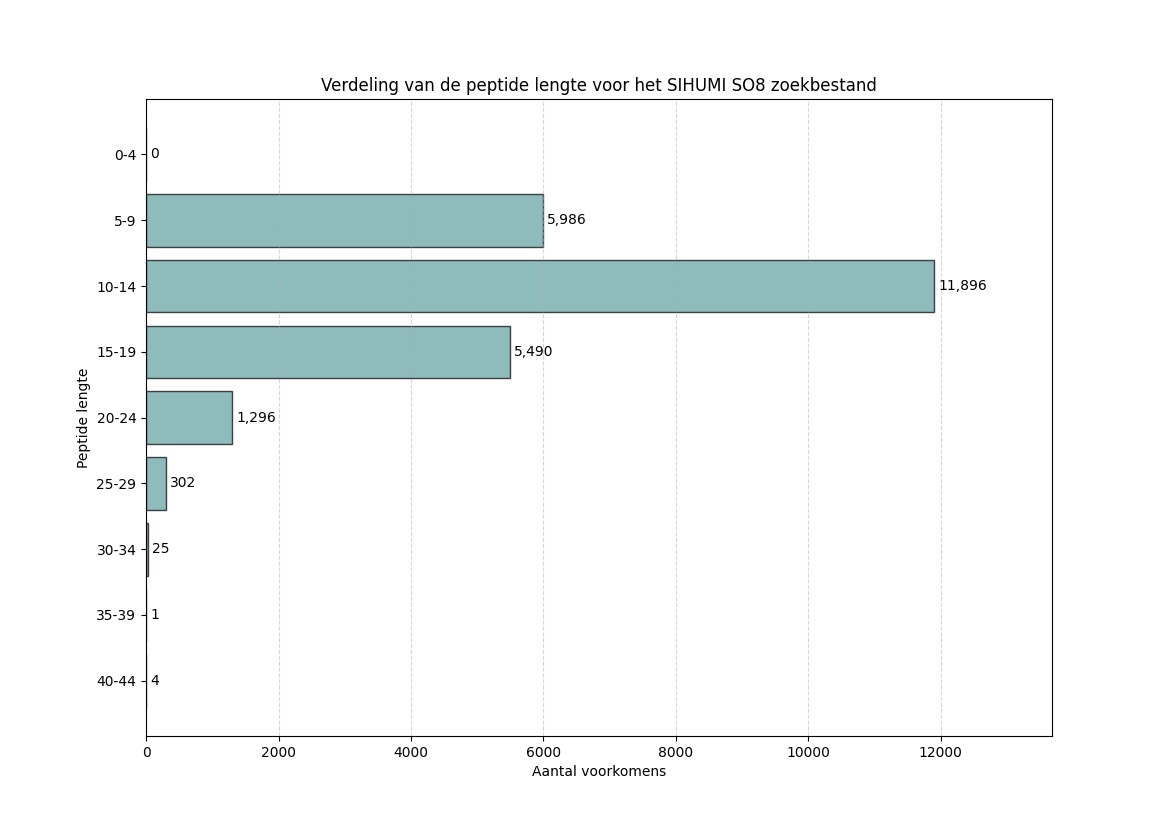 Verdeling van de peptide lengte voor het SIHUMI SO8 zoekbestand
Peptide lengte
0-4 0
5-9 5,986
10-14 11,896
15-19 5,490
20-24 1,296
25-29 302
30-34 25
35-39 1
40-44 4
0 2000 4000 6000 8000 10000 12000
Aantal voorkomens